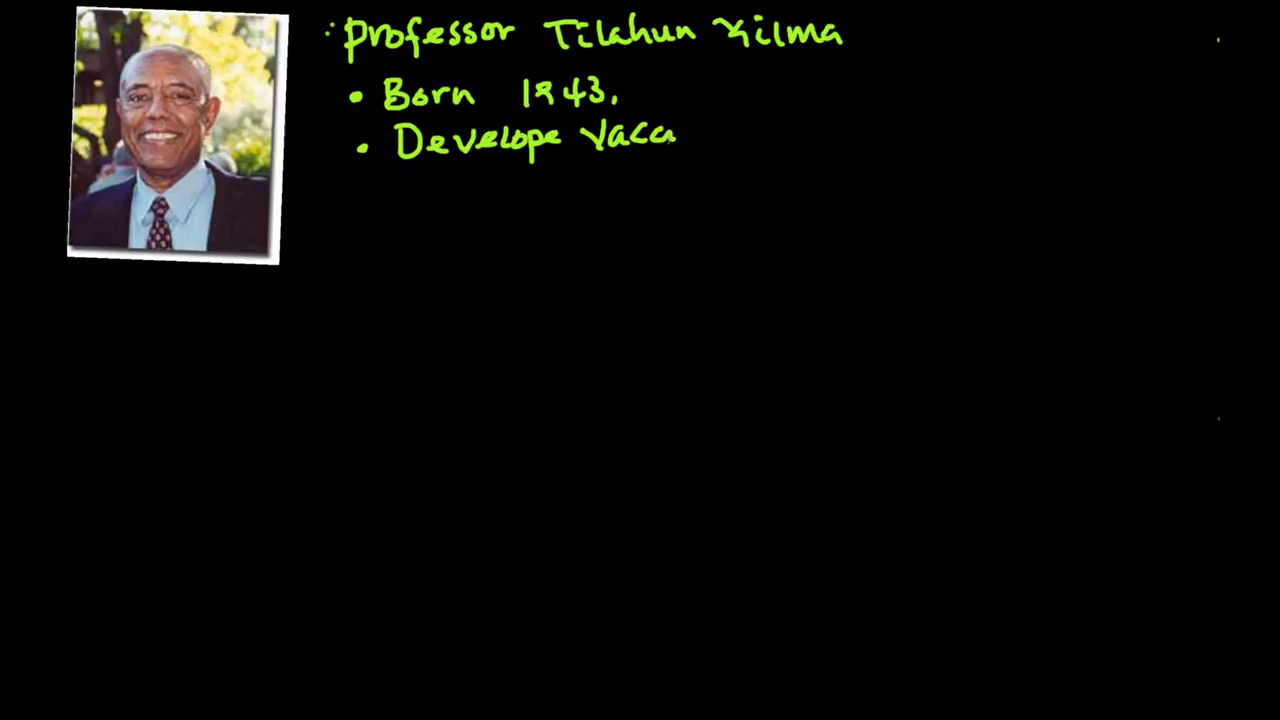 Professor Tilahun Yilma
• Born 1943.
• Develope Vacc